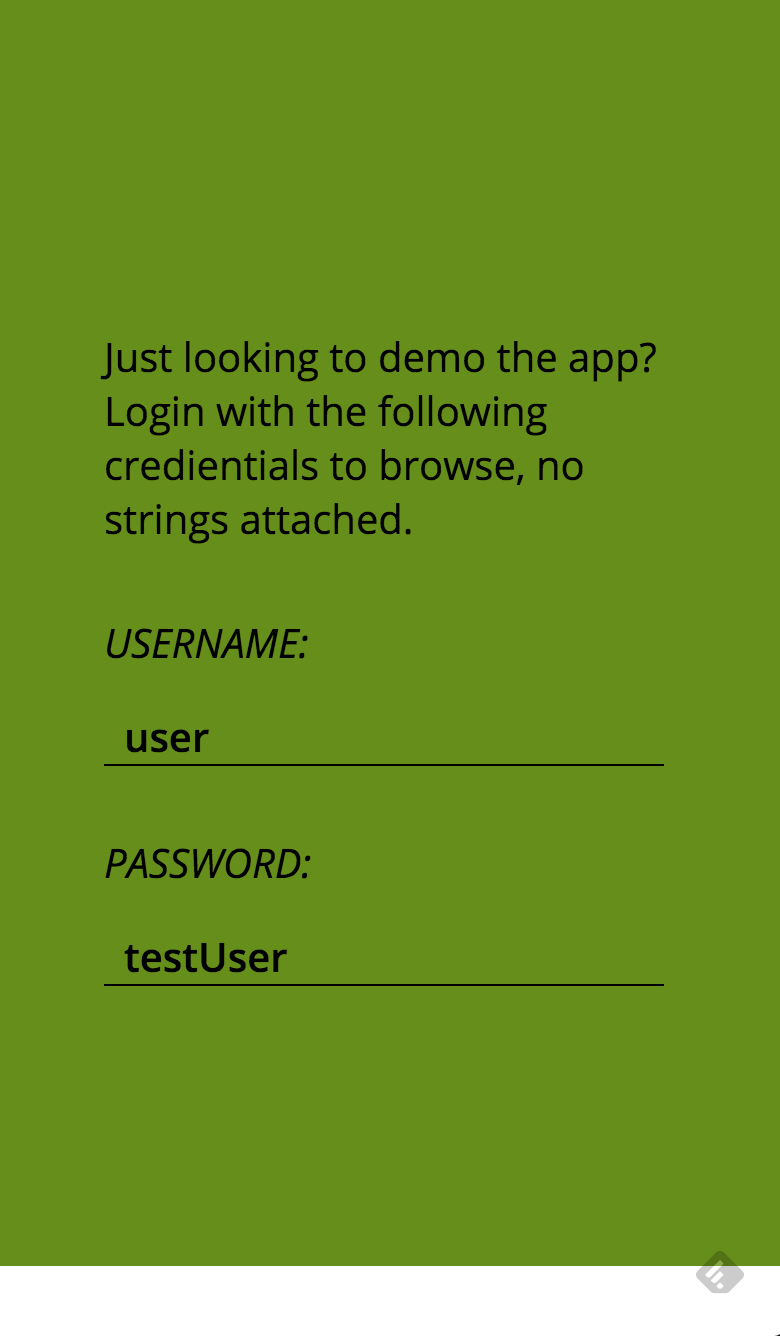 Just looking to demo the app?
Login with the following
credientials to browse, no
strings attached.
USERNAME:
user
PASSWORD:
testUser